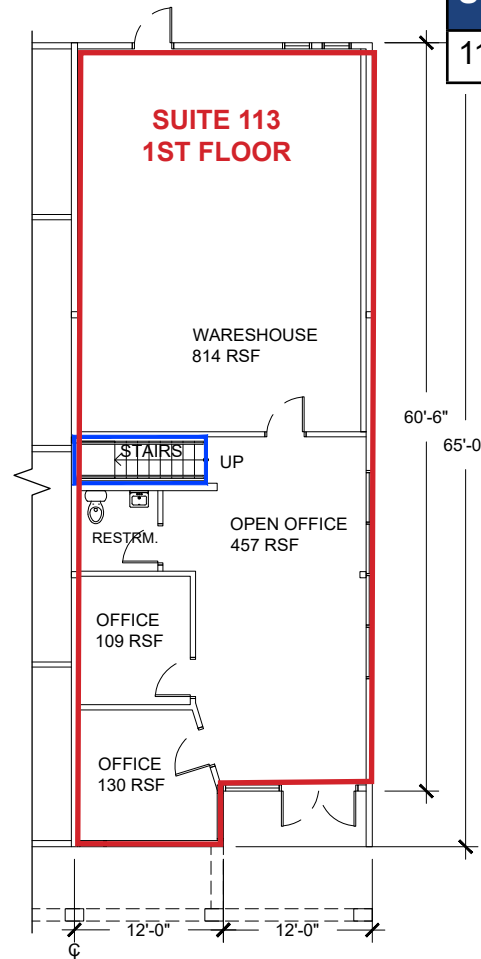 11
SUITE 113
1ST FLOOR
WARESHOUSE
814 RSF
60'-6"
65'-0
STAIRS
UP
OPEN OFFICE
457 RSF
RESTRM.
OFFICE
109 RSF
OFFICE
130 RSF
12'-0"
12'-0"